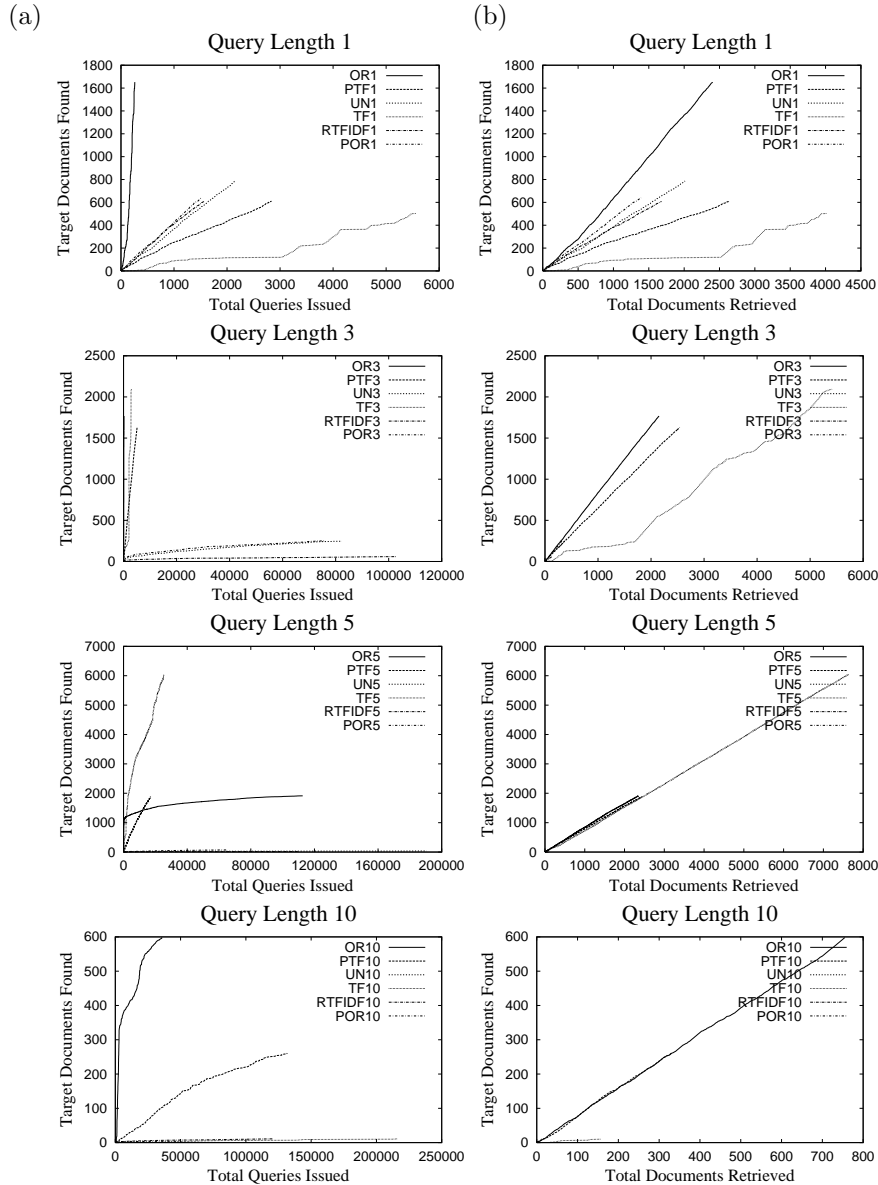 (a)
(b)
Query Length 1
Target Documents Found
1800
1600
1400
1200
1000
800
600
400
200
0
OR1
PTF1
UN1
TF1
RTFIDF1
POR1
0 1000 2000 3000 4000 5000 6000
Total Queries Issued
Query Length 1
Target Documents Found
1800
1600
1400
1200
1000
800
600
400
200
0
OR1
PTF1
UN1
TF1
RTFIDF1
POR1
0 500 1000 1500 2000 2500 3000 3500 4000 4500
Total Documents Retrieved
Query Length 3
Target Documents Found
2500
2000
1500
1000
500
0
OR3
PTF3
UN3
TF3
RTFIDF3
POR3
0 20000 40000 60000 80000 100000 120000
Total Queries Issued
Query Length 3
Target Documents Found
2500
2000
1500
1000
500
0
OR3
PTF3
UN3
TF3
RTFIDF3
POR3
0 1000 2000 3000 4000 5000 6000
Total Documents Retrieved
Query Length 5
Target Documents Found
7000
6000
5000
4000
3000
2000
1000
0
OR5
PTF5
UN5
TF5
RTFIDF5
POR5
0 40000 80000 120000 160000 200000
Total Queries Issued
Query Length 5
Target Documents Found
7000
6000
5000
4000
3000
2000
1000
0
OR5
PTF5
UN5
TF5
RTFIDF5
POR5
0 1000 2000 3000 4000 5000 6000 7000 8000
Total Documents Retrieved
Query Length 10
Target Documents Found
600
500
400
300
200
100
0
OR10
PTF10
UN10
TF10
RTFIDF10
POR10
0 50000 100000 150000 200000 250000
Total Queries Issued
Query Length 10
Target Documents Found
600
500
400
300
200
100
0
OR10
PTF10
UN10
TF10
RTFIDF10
POR10
0 100 200 300 400 500 600 700 800
Total Documents Retrieved